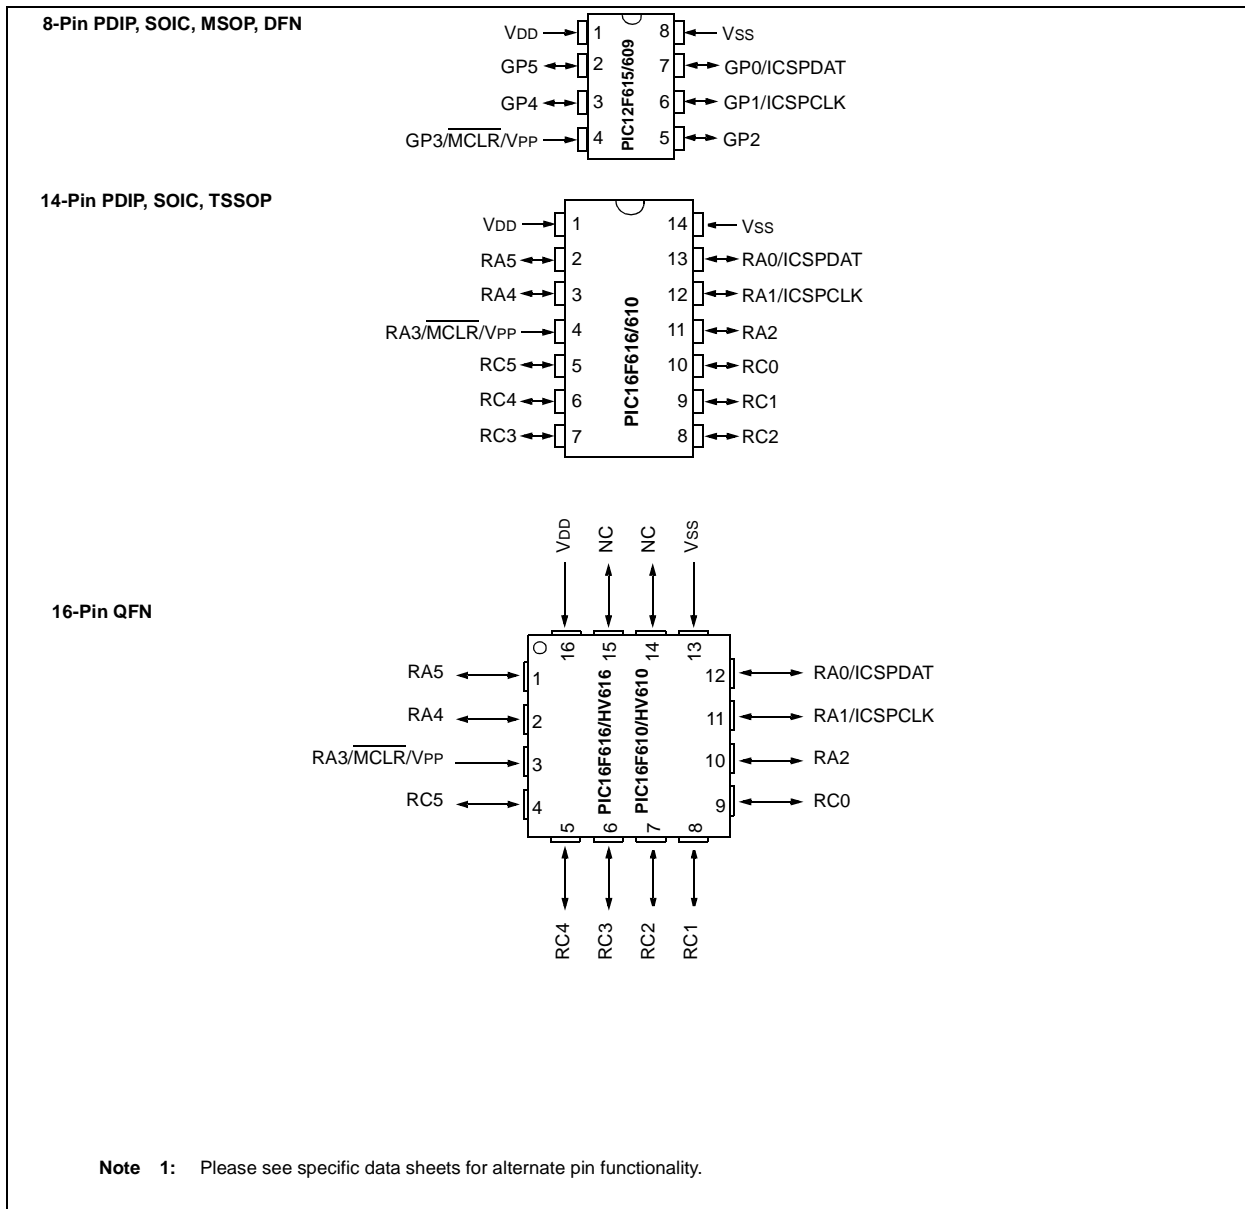 8-Pin PDIP, SOIC, MSOP, DFN
VDD 1 8 VSS
GP5 2 7 GP0/ICSPDAT
GP4 3 6 GP1/ICSPCLK
GP3/MCLR/VPP 4 5 GP2
PIC12F615/609
14-Pin PDIP, SOIC, TSSOP
VDD 1 14 VSS
RA5 2 13 RA0/ICSPDAT
RA4 3 12 RA1/ICSPCLK
RA3/MCLR/VPP 4 11 RA2
RC5 5 10 RC0
RC4 6 9 RC1
RC3 7 8 RC2
PIC16F616/610
16-Pin QFN
VDD NC NC VSS
16 15 14 13
RA5 1 12 RA0/ICSPDAT
RA4 2 11 RA1/ICSPCLK
RA3/MCLR/VPP 3 10 RA2
RC5 4 9 RC0
PIC16F616/HV616
PIC16F610/HV610
5 6 7 8
RC4 RC3 RC2 RC1
Note 1: Please see specific data sheets for alternate pin functionality.